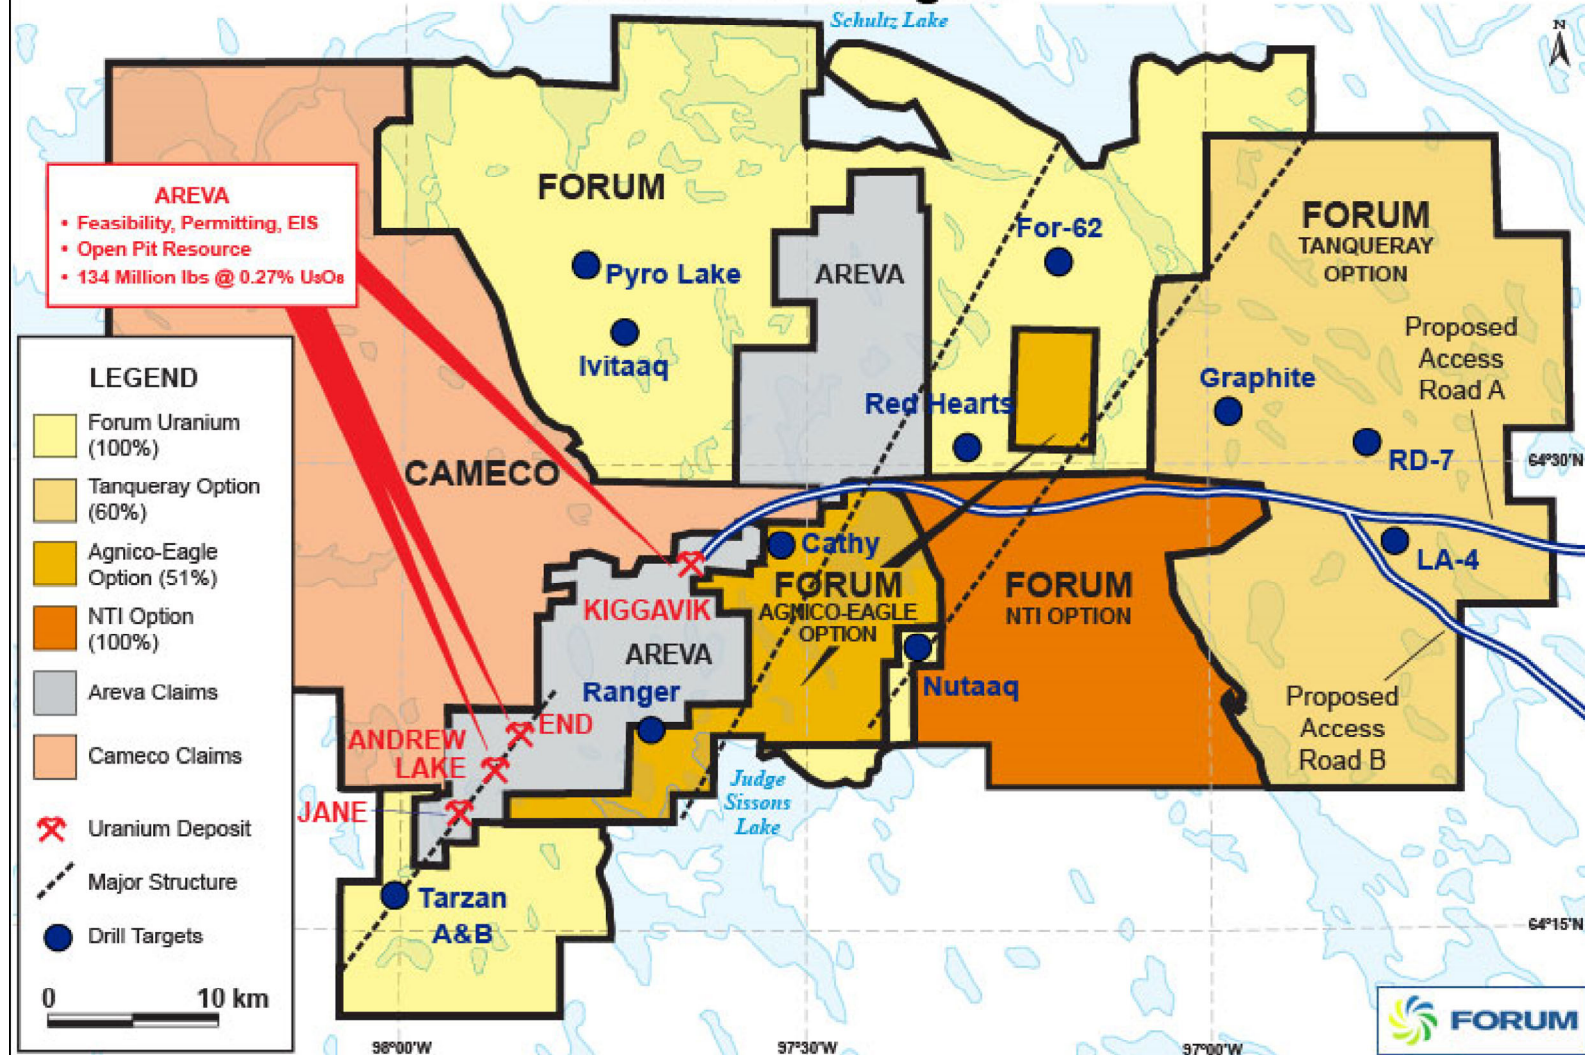 Schultz Lake
N
AREVA
• Feasibility, Permitting, EIS
• Open Pit Resource
• 134 Million lbs @ 0.27% U₃O₈
FORUM
Pyro Lake
Ivitaaq
AREVA
For-62
Red Hearts
FORUM
TANQUERAY
OPTION
Proposed
Access
Road A
Graphite
RD-7
64°30'N
LEGEND
Forum Uranium
(100%)
Tanqueray Option
(60%)
Agnico-Eagle
Option (51%)
NTI Option
(100%)
Areva Claims
Cameco Claims
Uranium Deposit
Major Structure
Drill Targets
0 10 km
CAMECO
Cathy
KIGGAVIK
FORUM
AGNICO-EAGLE
OPTION
FORUM
NTI OPTION
LA-4
AREVA
Ranger
Nutaaq
END
ANDREW
LAKE
JANE
Judge
Sissons
Lake
Proposed
Access
Road B
Tarzan
A&B
64°15'N
FORUM
98°00'W
97°30'W
97°00'W